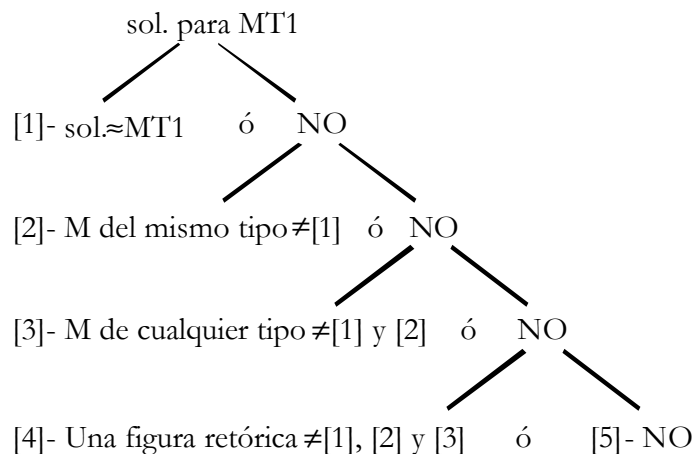 sol. para MT1
[1]- sol.≈MT1 ó NO
[2]- M del mismo tipo ≠[1] ó NO
[3]- M de cualquier tipo ≠[1] y [2] ó NO
[4]- Una figura retórica ≠[1], [2] y [3] ó [5]- NO